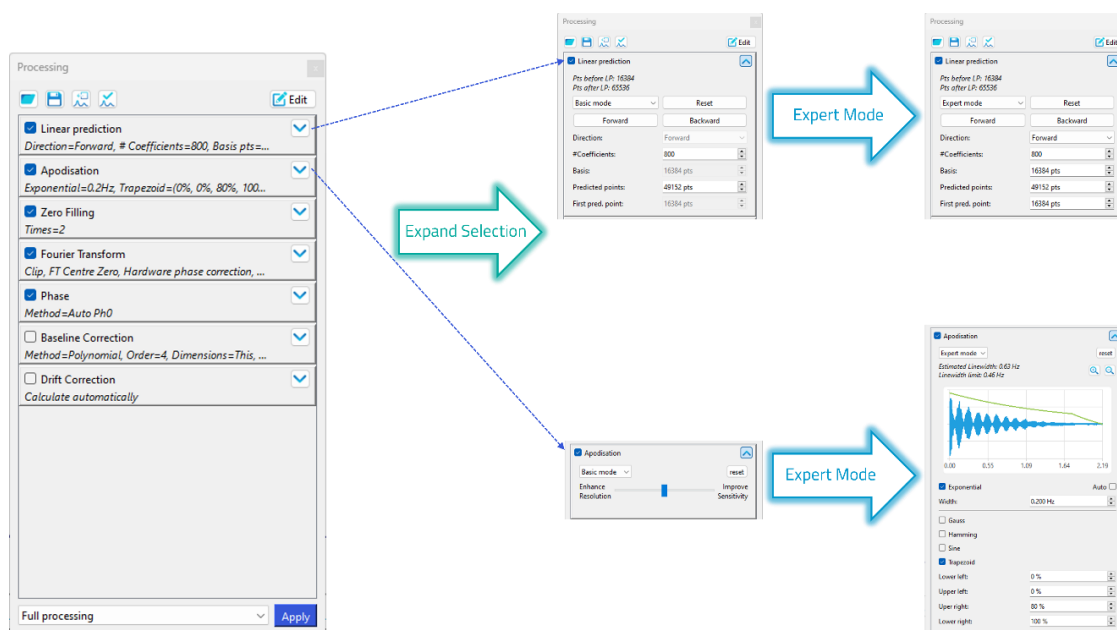 Processing
Edit
Linear prediction
Direction=Forward, # Coefficients=800, Basis pts=...
Apodisation
Exponential=0.2Hz, Trapezoid=(0%, 0%, 80%, 100...
Zero Filling
Times=2
Fourier Transform
Clip, FT Centre Zero, Hardware phase correction, ...
Phase
Method=Auto Ph0
Baseline Correction
Method=Polynomial, Order=4, Dimensions=This, ...
Drift Correction
Calculate automatically
Full processing
Apply
Expand Selection
Processing
Edit
Linear prediction
Pts before LP: 16384
Pts after LP: 65536
Basic mode
Reset
Forward
Backward
Direction:
Forward
#Coefficients:
800
Basis:
16384 pts
Predicted points:
49152 pts
First pred. point:
16384 pts
Expert Mode
Processing
Edit
Linear prediction
Pts before LP: 16384
Pts after LP: 65536
Expert mode
Reset
Forward
Backward
Direction:
Forward
#Coefficients:
800
Basis:
16384 pts
Predicted points:
49152 pts
First pred. point:
16384 pts
Apodisation
Basic mode
reset
Enhance
Resolution
Improve
Sensitivity
Expert Mode
Apodisation
Expert mode
reset
Estimated Linewidth: 0.63 Hz
Linewidth limit: 0.46 Hz
0.00 0.55 1.09 1.64 2.19
Exponential
Auto
Width:
0.200 Hz
Gauss
Hamming
Sine
Trapezoid
Lower left:
0 %
Upper left:
0 %
Uper right:
80 %
Lower right:
100 %